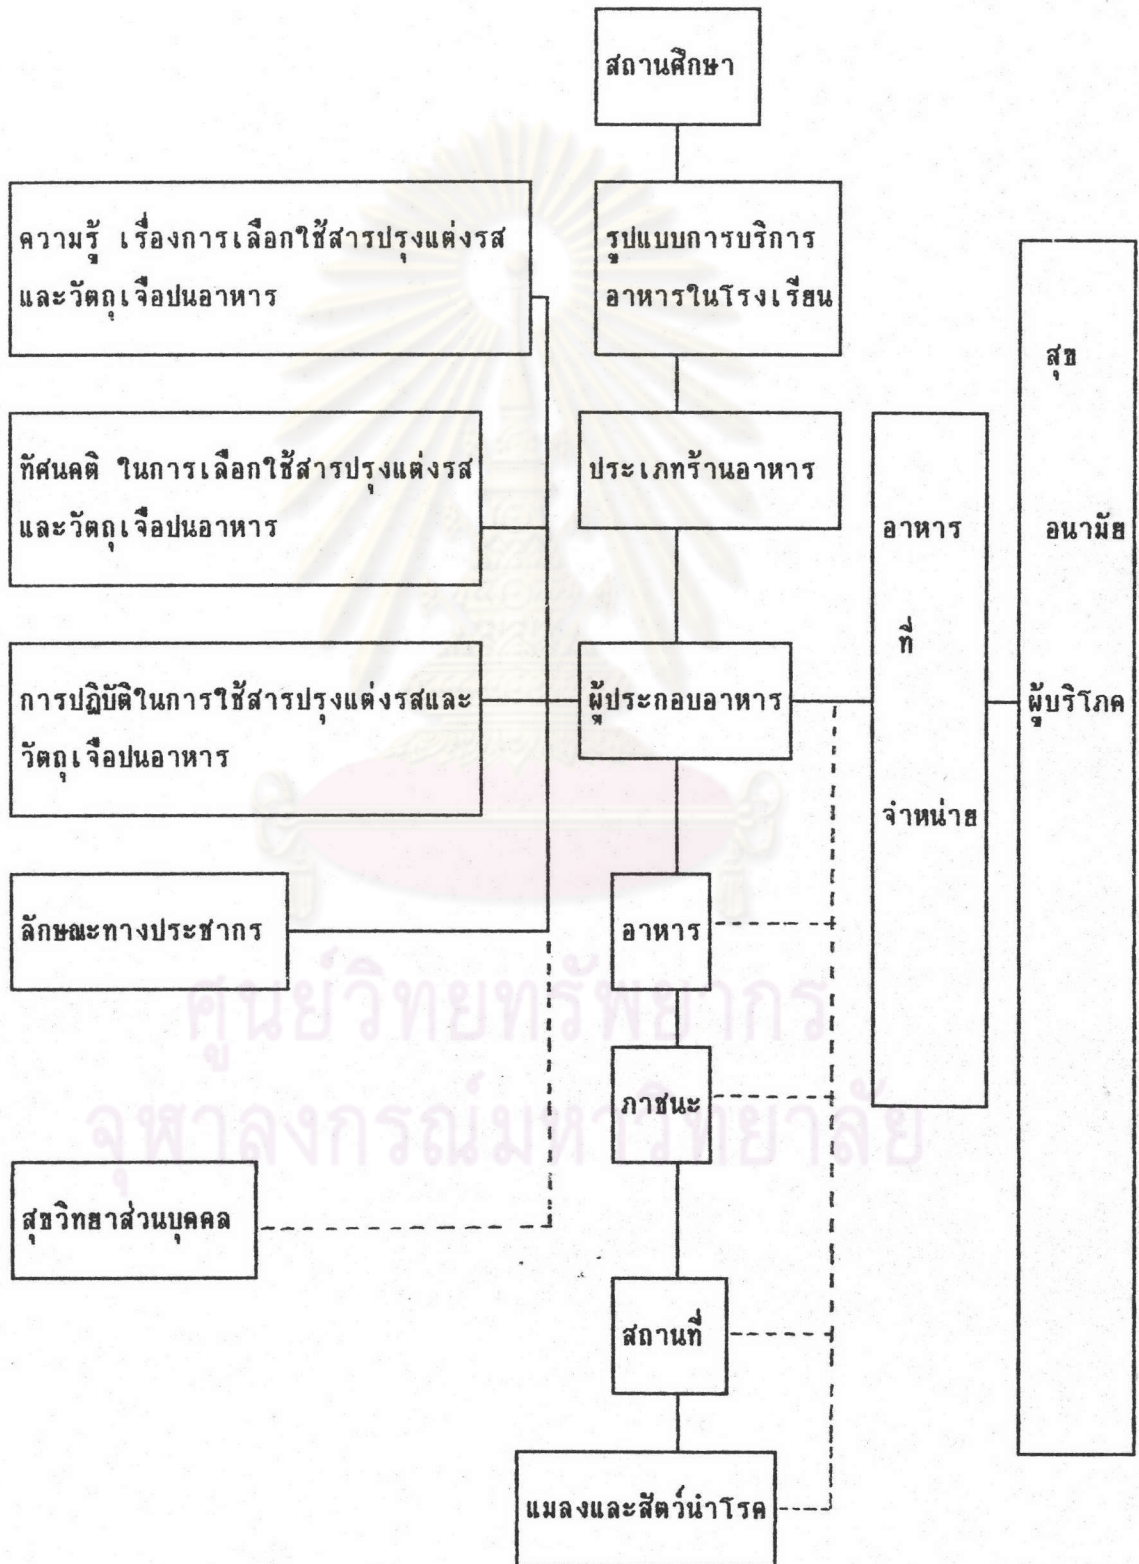 สถานศึกษา
ความรู้ เรื่องการเลือกใช้สารปรุงแต่งรส
และวัตถุเจือปนอาหาร
รูปแบบการบริการ
อาหารในโรงเรียน
ทัศนคติ ในการเลือกใช้สารปรุงแต่งรส
และวัตถุเจือปนอาหาร
ประเภทร้านอาหาร
การปฏิบัติในการใช้สารปรุงแต่งรสและ
วัตถุเจือปนอาหาร
ผู้ประกอบอาหาร
อาหาร
ที่
จำหน่าย
สุข
อนามัย
ผู้บริโภค
ลักษณะทางประชากร
อาหาร
ภาชนะ
สุขวิทยาส่วนบุคคล
สถานที่
แมลงและสัตว์นำโรค
ศูนย์วิทยทรัพยากร
จุฬาลงกรณ์มหาวิทยาลัย